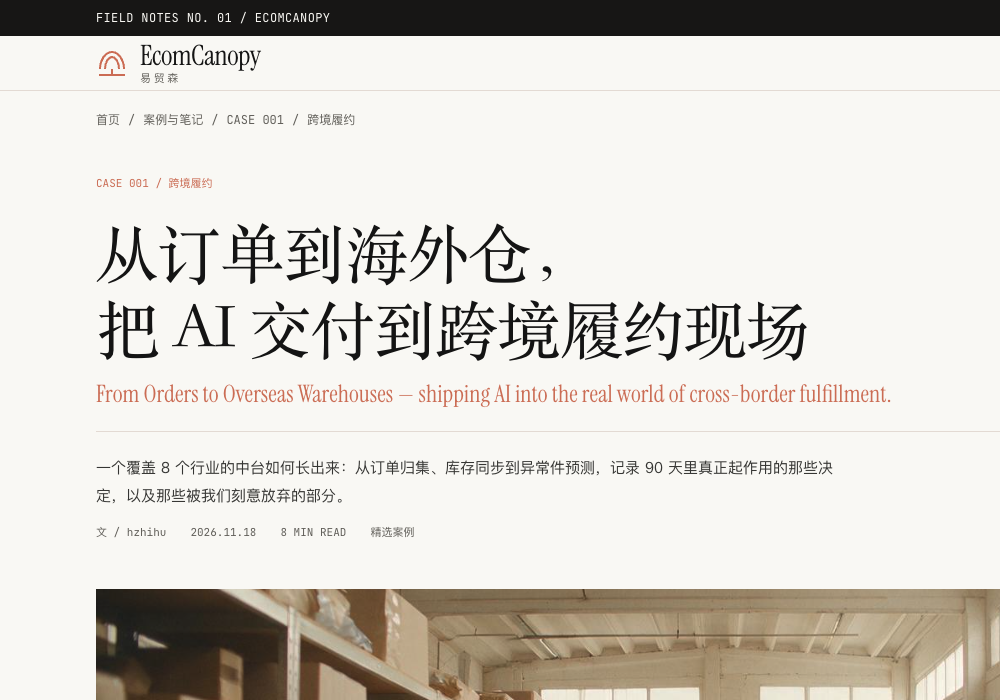 FIELD NOTES NO. 01 / ECOMCANOPY
EcomCanopy
易贸森
首页 / 案例与笔记 / CASE 001 / 跨境履约
CASE 001 / 跨境履约
从订单到海外仓，
把 AI 交付到跨境履约现场
From Orders to Overseas Warehouses — shipping AI into the real world of cross-border fulfillment.
一个覆盖 8 个行业的中台如何长出来：从订单归集、库存同步到异常件预测，记录 90 天里真正起作用的那些决
定，以及那些被我们刻意放弃的部分。
文 / hzhihu 2026.11.18 8 MIN READ 精选案例